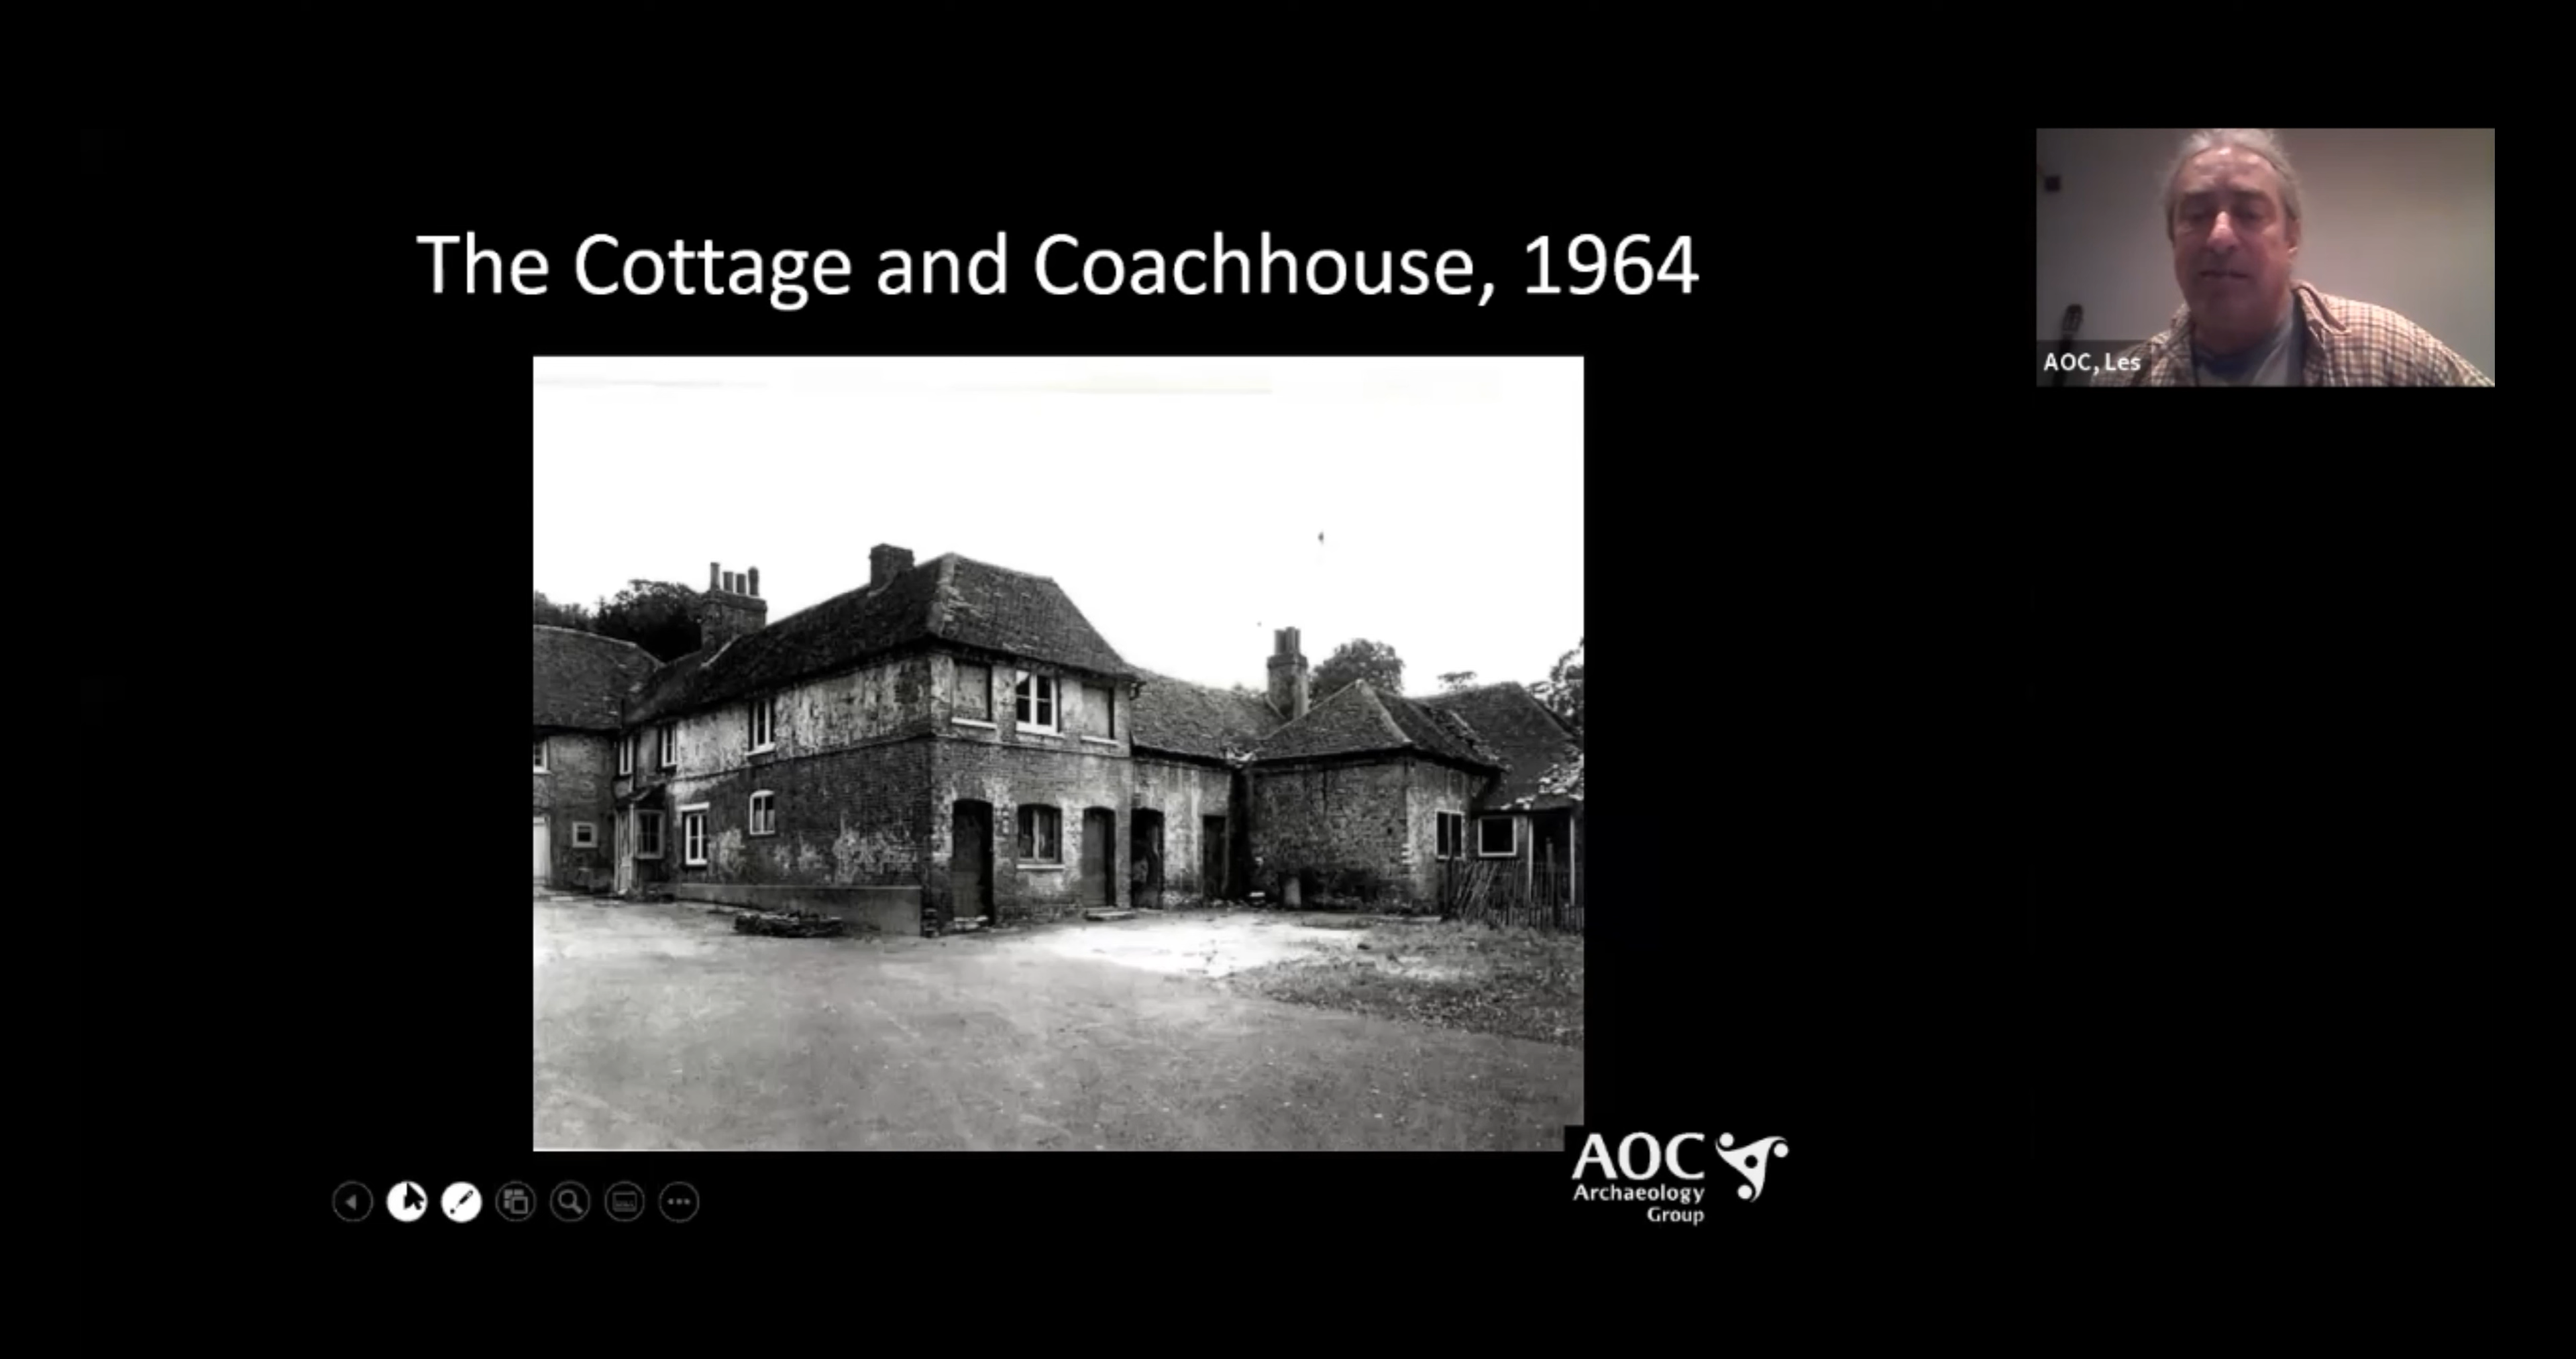 The Cottage and Coachhouse, 1964
AOC, Les
AOC
Archaeology
Group